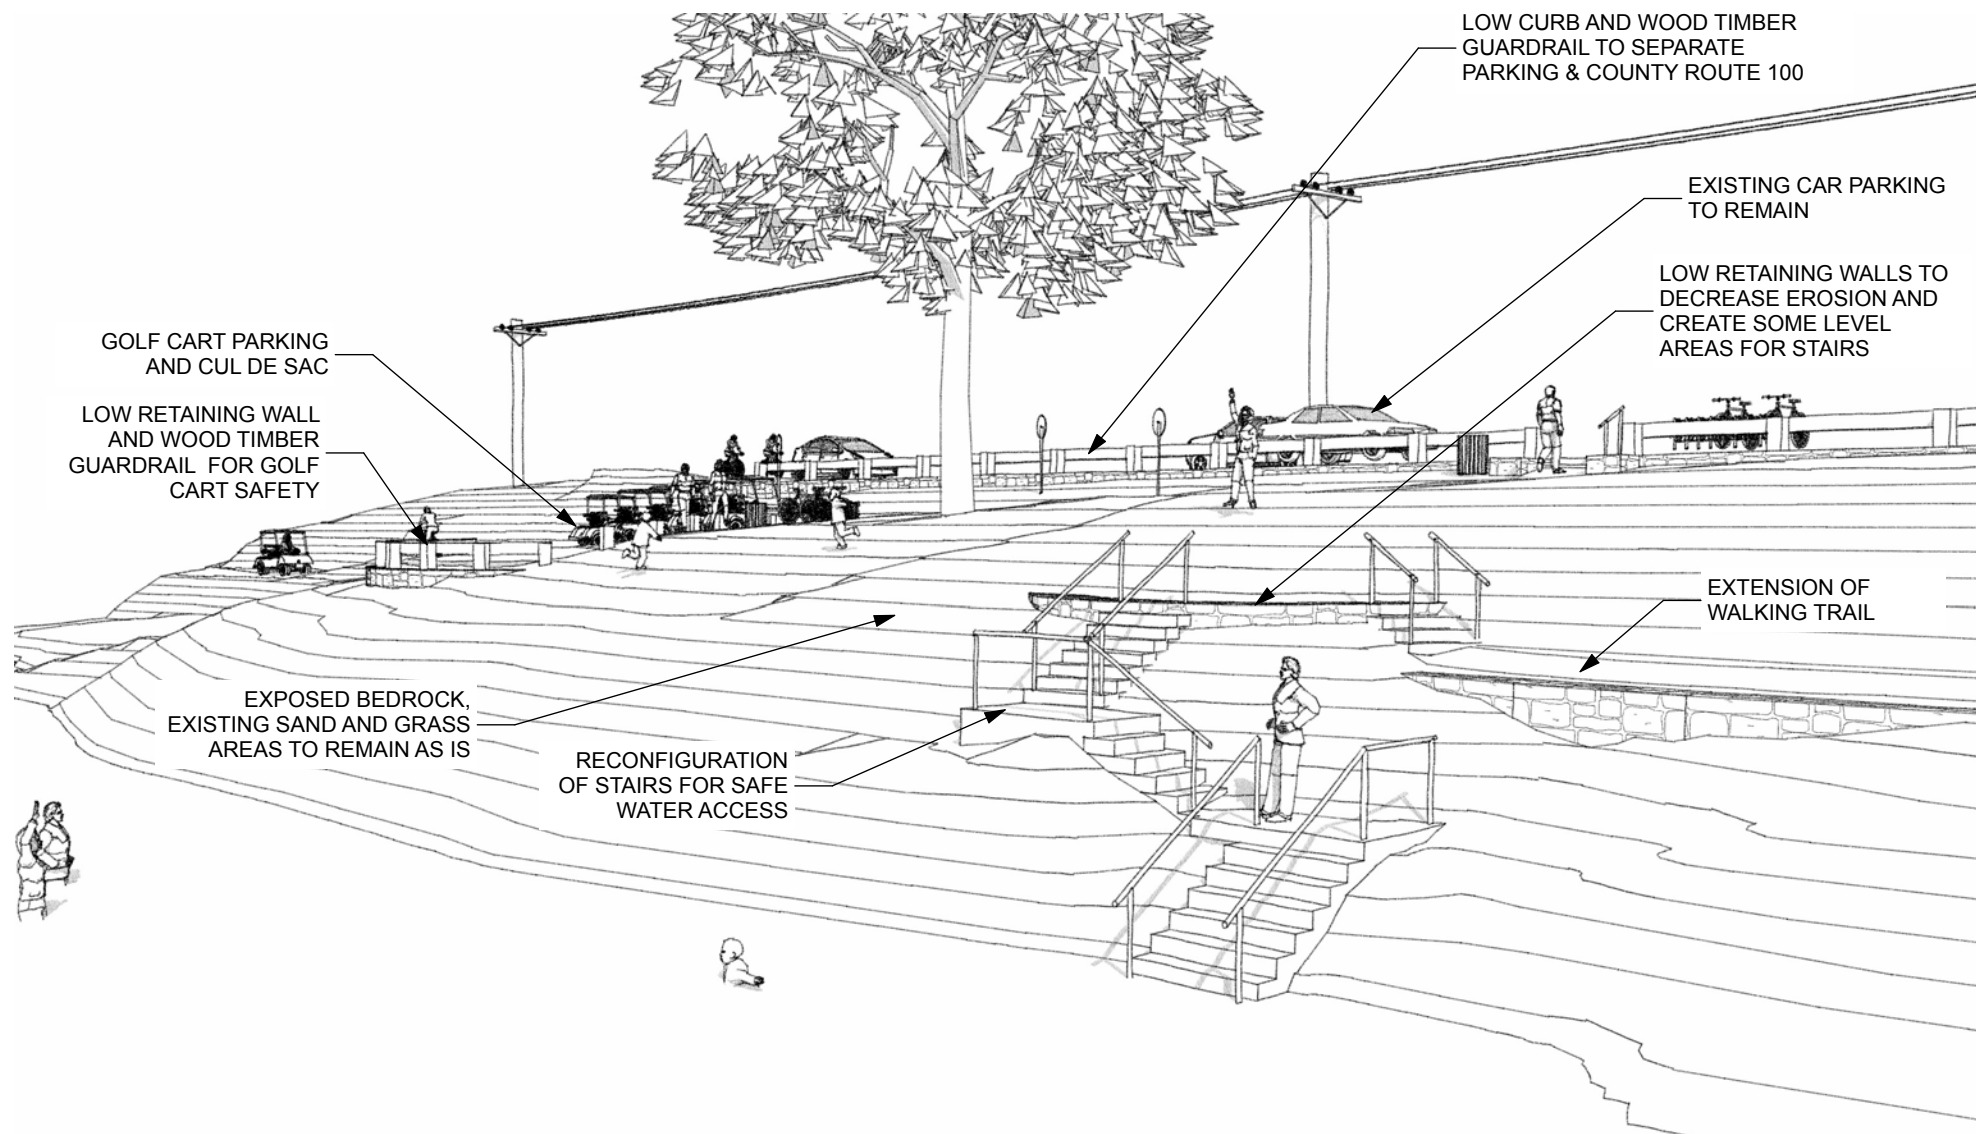 LOW CURB AND WOOD TIMBER
GUARDRAIL TO SEPARATE
PARKING & COUNTY ROUTE 100
EXISTING CAR PARKING
TO REMAIN
LOW RETAINING WALLS TO
DECREASE EROSION AND
CREATE SOME LEVEL
AREAS FOR STAIRS
GOLF CART PARKING
AND CUL DE SAC
LOW RETAINING WALL
AND WOOD TIMBER
GUARDRAIL FOR GOLF
CART SAFETY
EXTENSION OF
WALKING TRAIL
EXPOSED BEDROCK,
EXISTING SAND AND GRASS
AREAS TO REMAIN AS IS
RECONFIGURATION
OF STAIRS FOR SAFE
WATER ACCESS